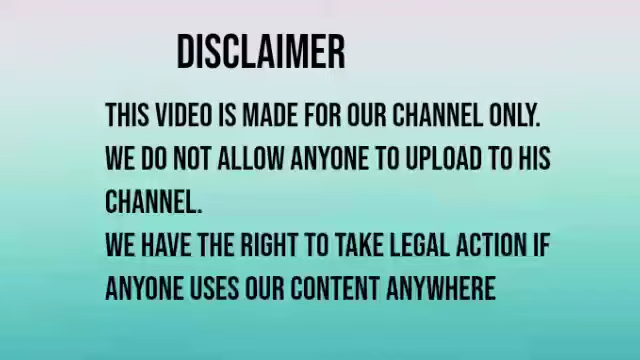 DISCLAIMER
THIS VIDEO IS MADE FOR OUR CHANNEL ONLY.
WE DO NOT ALLOW ANYONE TO UPLOAD TO HIS
CHANNEL.
WE HAVE THE RIGHT TO TAKE LEGAL ACTION IF
ANYONE USES OUR CONTENT ANYWHERE